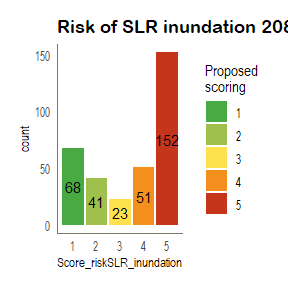 Risk of SLR inundation 208
150
100
50
0
count
68
41
23
51
152
1 2 3 4 5
Score_riskSLR_inundation
Proposed
scoring
1
2
3
4
5